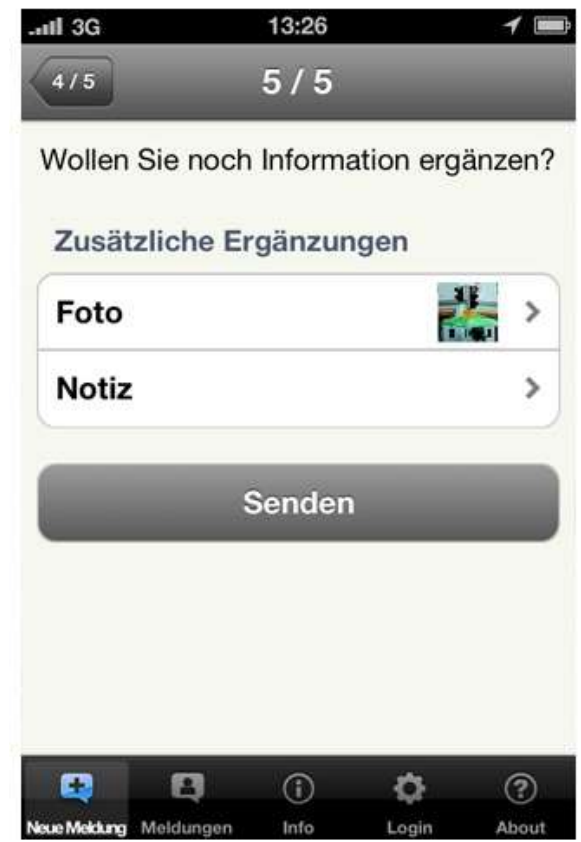 3G 13:26
4 / 5 5 / 5
Wollen Sie noch Information ergänzen?
Zusätzliche Ergänzungen
Foto
Notiz
Senden
Neue Meldung Meldungen Info Login About